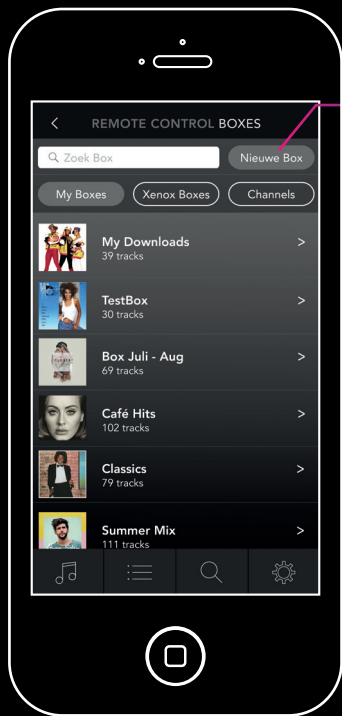 REMOTE CONTROL BOXES
Zoek Box
Nieuwe Box
My Boxes
Xenox Boxes
Channels
My Downloads
39 tracks
TestBox
30 tracks
Box Juli - Aug
69 tracks
Café Hits
102 tracks
Classics
79 tracks
Summer Mix
111 tracks